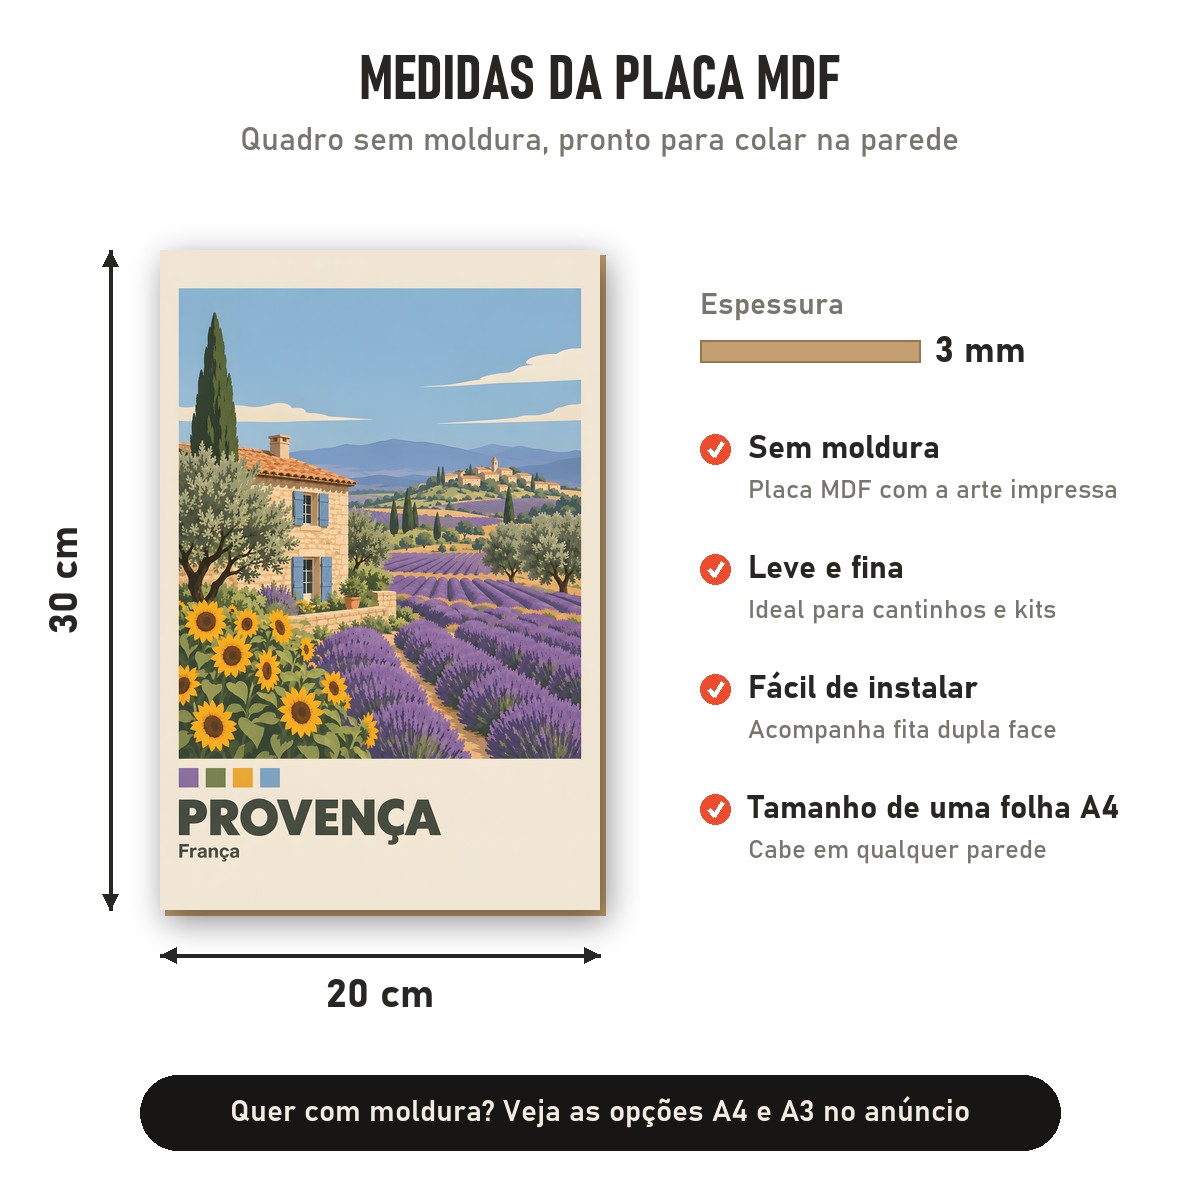 MEDIDAS DA PLACA MDF
Quadro sem moldura, pronto para colar na parede
30 cm
PROVENÇA
França
20 cm
Espessura
3 mm
Sem moldura
Placa MDF com a arte impressa
Leve e fina
Ideal para cantinhos e kits
Fácil de instalar
Acompanha fita dupla face
Tamanho de uma folha A4
Cabe em qualquer parede
Quer com moldura? Veja as opções A4 e A3 no anúncio